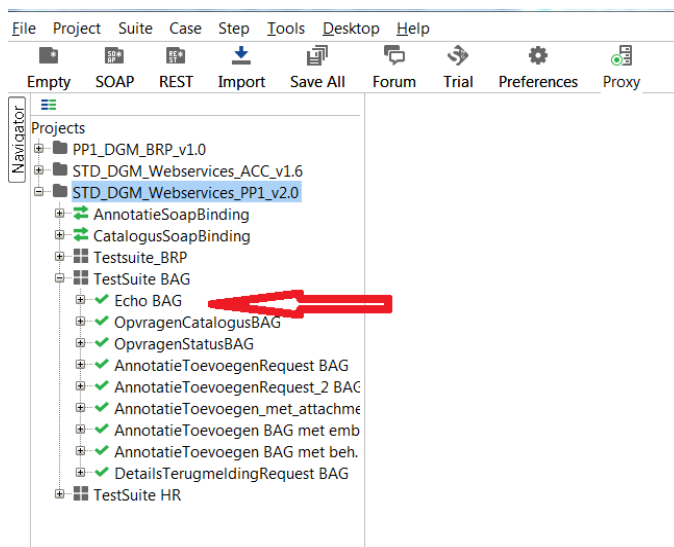 File Project Suite Case Step Tools Desktop Help
Empty SOAP REST Import Save All Forum Trial Preferences Proxy
Navigator
Projects
PP1_DGM_BRP_v1.0
STD_DGM_Webservices_ACC_v1.6
STD_DGM_Webservices_PP1_v2.0
AnnotatieSoapBinding
CatalogusSoapBinding
Testsuite_BRP
TestSuite BAG
Echo BAG
OpvragenCatalogusBAG
OpvragenStatusBAG
AnnotatieToevoegenRequest BAG
AnnotatieToevoegenRequest_2 BAG
AnnotatieToevoegen_met_attachme
AnnotatieToevoegen BAG met emb
AnnotatieToevoegen BAG met beh.
DetailsTerugmeldingRequest BAG
TestSuite HR